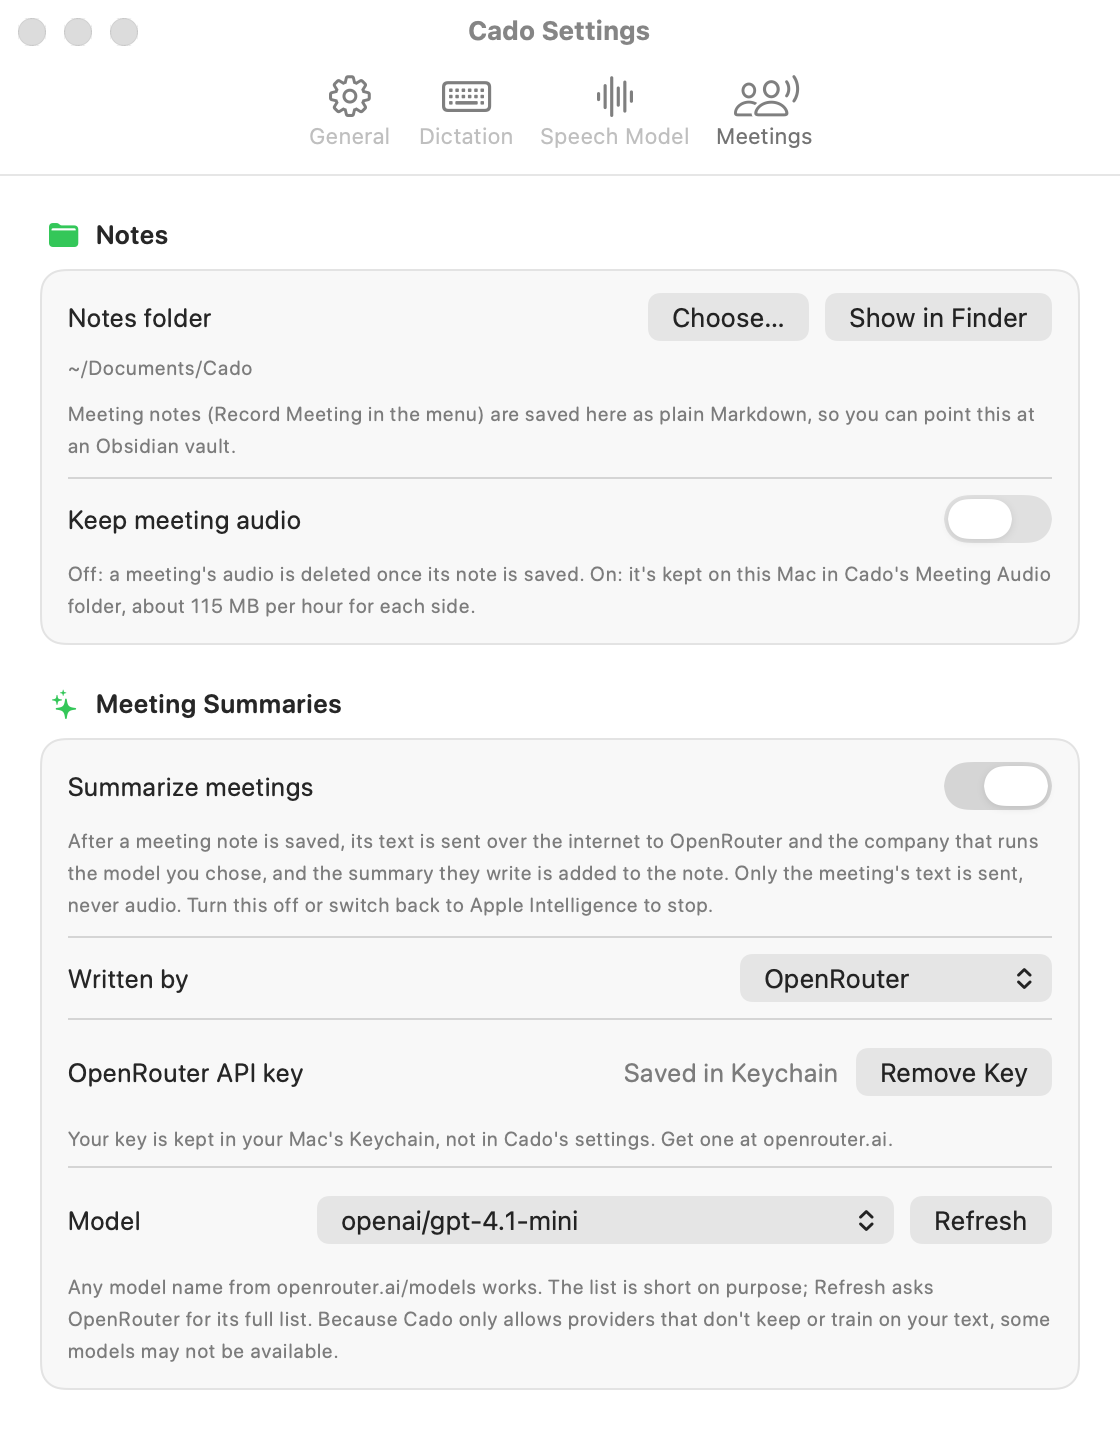 Cado Settings
General
Dictation
Speech Model
Meetings
Notes
Notes folder
Choose...
Show in Finder
~/Documents/Cado
Meeting notes (Record Meeting in the menu) are saved here as plain Markdown, so you can point this at
an Obsidian vault.
Keep meeting audio
Off: a meeting's audio is deleted once its note is saved. On: it's kept on this Mac in Cado's Meeting Audio
folder, about 115 MB per hour for each side.
Meeting Summaries
Summarize meetings
After a meeting note is saved, its text is sent over the internet to OpenRouter and the company that runs
the model you chose, and the summary they write is added to the note. Only the meeting's text is sent,
never audio. Turn this off or switch back to Apple Intelligence to stop.
Written by
OpenRouter
OpenRouter API key
Saved in Keychain
Remove Key
Your key is kept in your Mac's Keychain, not in Cado's settings. Get one at openrouter.ai.
Model
openai/gpt-4.1-mini
Refresh
Any model name from openrouter.ai/models works. The list is short on purpose; Refresh asks
OpenRouter for its full list. Because Cado only allows providers that don't keep or train on your text, some
models may not be available.